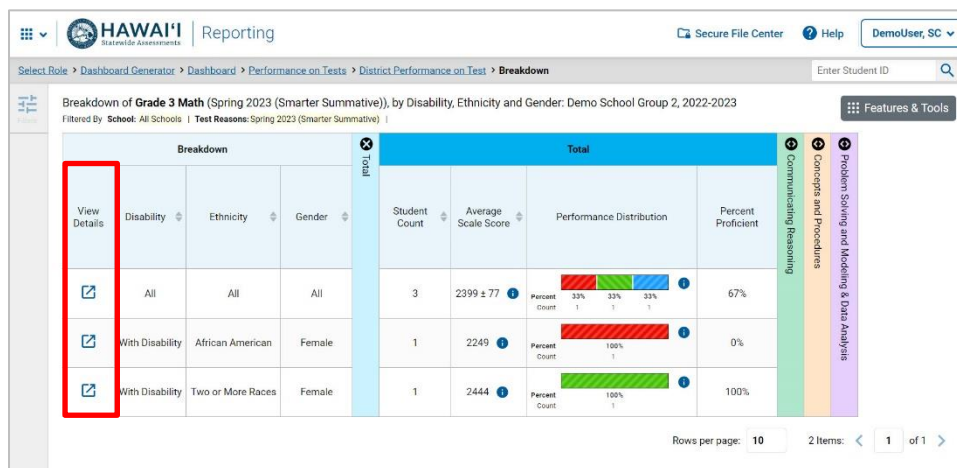 HAWAIʻI
Statewide Assessments
Reporting
Secure File Center
Help
DemoUser, SC
Select Role > Dashboard Generator > Dashboard > Performance on Tests > District Performance on Test > Breakdown
Enter Student ID
Breakdown of Grade 3 Math (Spring 2023 (Smarter Summative)), by Disability, Ethnicity and Gender: Demo School Group 2, 2022-2023
Filtered By School: All Schools | Test Reasons: Spring 2023 (Smarter Summative) |
Features & Tools
Filters
Breakdown
Total
Total
Communicating Reasoning
Concepts and Procedures
Problem Solving and Modeling & Data Analysis
View Details
Disability
Ethnicity
Gender
Student Count
Average Scale Score
Performance Distribution
Percent Proficient
All All All 3 2399 ± 77 67%
Percent 33% 33% 33%
Count 1 1 1
With Disability African American Female 1 2249 0%
Percent 100%
Count 1
With Disability Two or More Races Female 1 2444 100%
Percent 100%
Count 1
Rows per page: 10 2 Items: 1 of 1